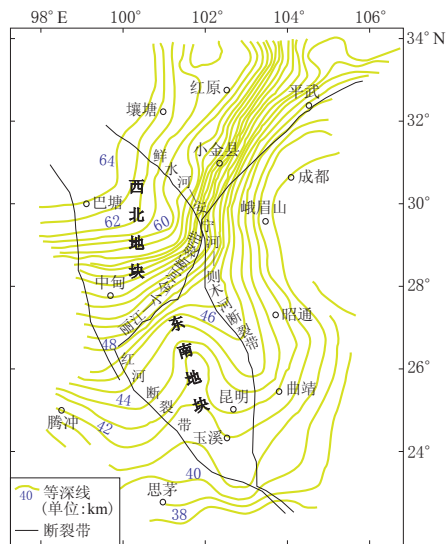 98° E
100°
102°
104°
106°
34° N
32°
30°
28°
26°
24°
红原
平武
壤塘
小金县
成都
巴塘
峨眉山
中甸
昭通
曲靖
昆明
玉溪
腾冲
思茅
西北地块
东南地块
鲜水河—安宁河—则木河断裂带
丽江—小金河断裂带
红河断裂带
64
62
60
48
46
44
42
40
38
40 等深线
(单位:km)
断裂带